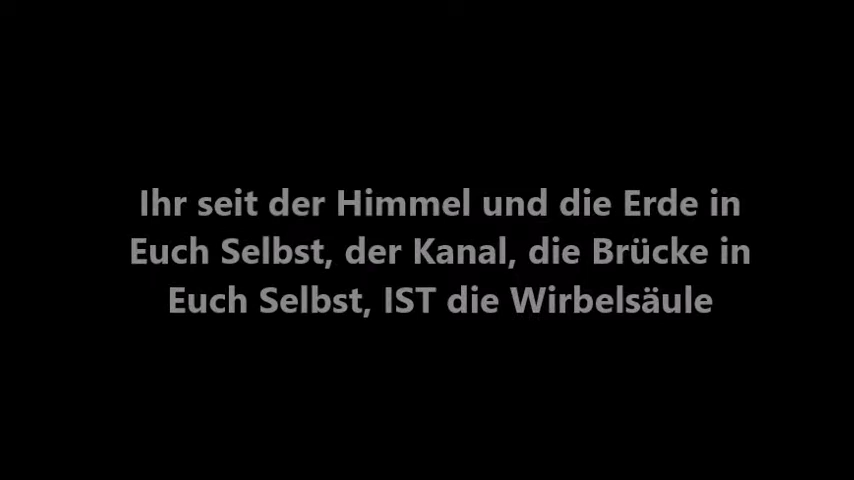 Ihr seit der Himmel und die Erde in
Euch Selbst, der Kanal, die Brücke in
Euch Selbst, IST die Wirbelsäule